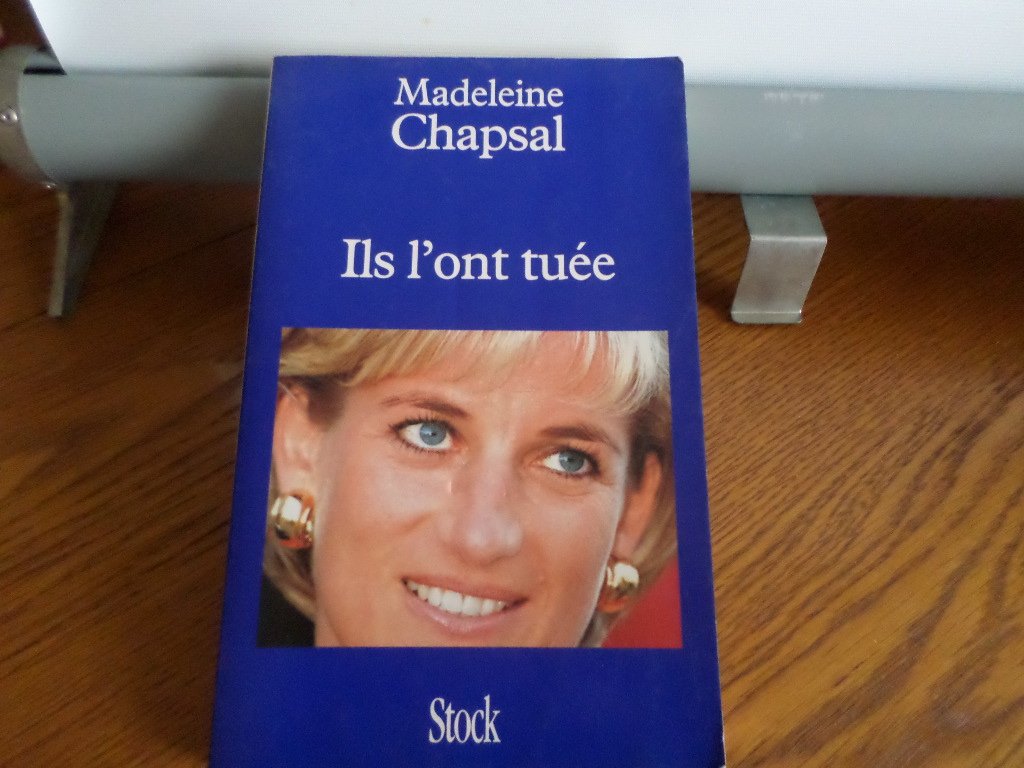 Madeleine
Chapsal
Ils l'ont tuée
Stock